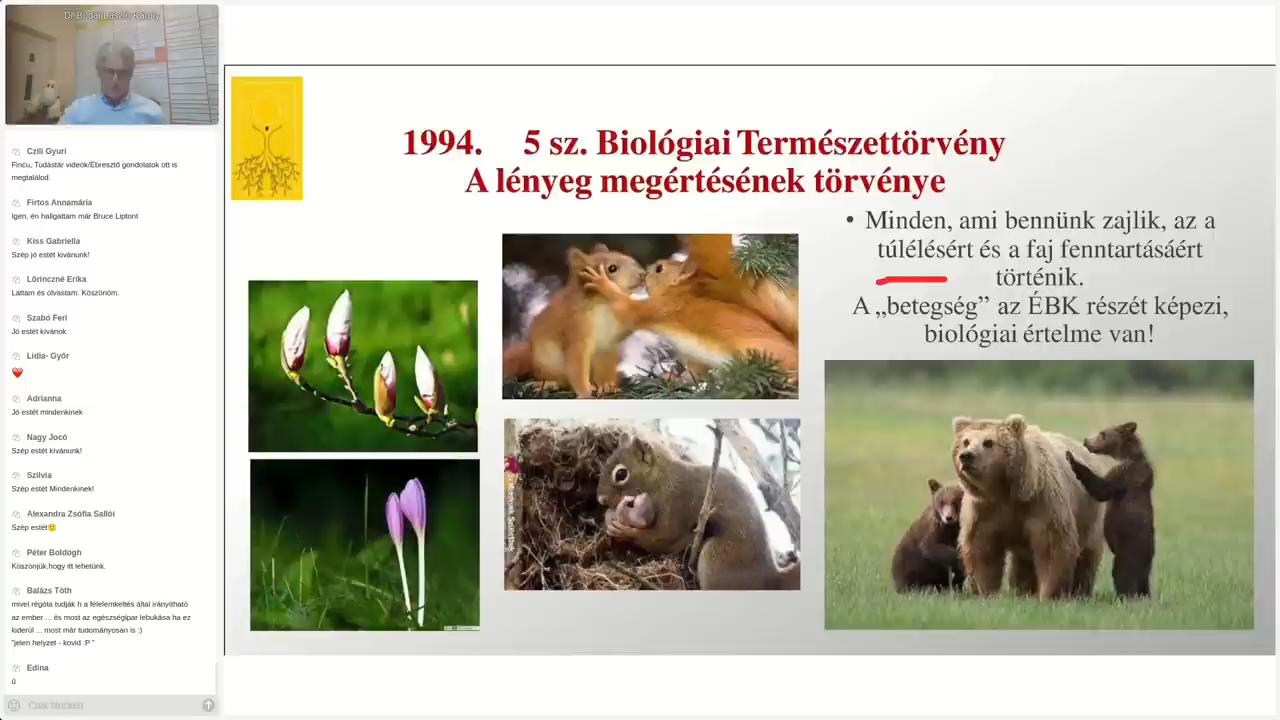 Dr Budai László Károly
Czili Gyuri
Fincu, Tudástár videók/Ébresztő gondolatok ott is
megtalálod.
Firtos Annamária
Igen, én hallgattam már Bruce Liptont
Kiss Gabriella
Szép jó estét kívánunk!
Lőrinczné Erika
Láttam és olvastam. Köszönöm.
Szabó Feri
Jó estét kívánok
Lídia- Győr
❤️
Adrianna
Jó estét mindenkinek
Nagy Jocó
Szép estét kívánunk!
Szilvia
Szép estét Mindenkinek!
Alexandra Zsófia Sallói
Szép estét🙂
Péter Boldogh
Köszönjük,hogy itt lehetünk.
Balázs Tóth
mivel régóta tudják h a félelemkeltés által irányítható
az ember ... és most az egészségipar lebukása ha ez
kiderül ... most már tudományosan is :)
"jelen helyzet - kovid :P "
Edina
ű
1994. 5 sz. Biológiai Természettörvény
A lényeg megértésének törvénye
• Minden, ami bennünk zajlik, az a
túlélésért és a faj fenntartásáért
történik.
A „betegség” az ÉBK részét képezi,
biológiai értelme van!